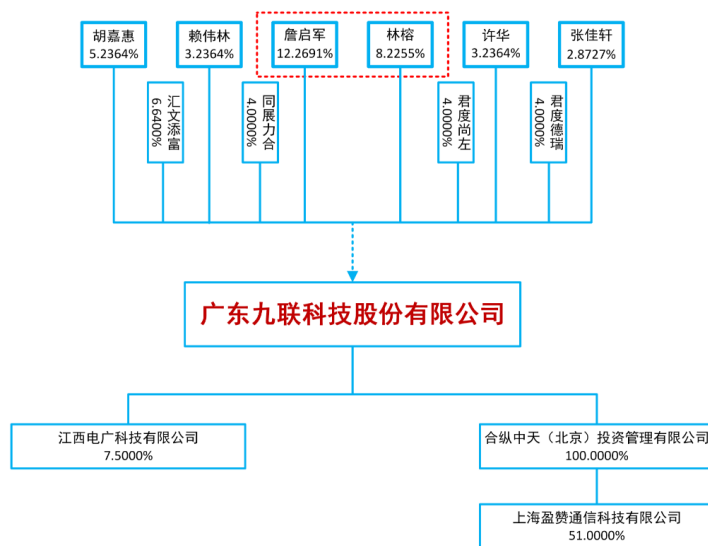 胡嘉惠
5.2364%
赖伟林
3.2364%
詹启军
12.2691%
林榕
8.2255%
许华
3.2364%
张佳轩
2.8727%
汇文添富
6.6400%
同展力合
4.0000%
君度尚左
4.0000%
君度德瑞
4.0000%
广东九联科技股份有限公司
江西电广科技有限公司
7.5000%
合纵中天（北京）投资管理有限公司
100.0000%
上海盈赞通信科技有限公司
51.0000%